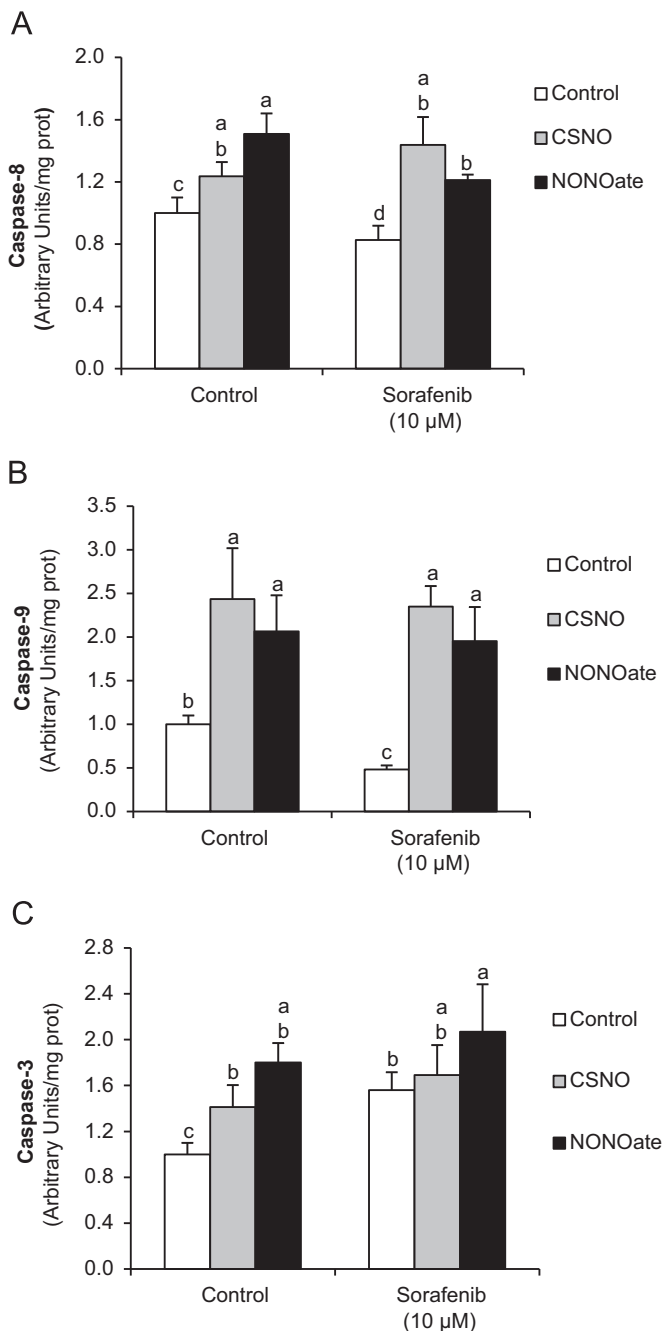 A
Caspase-8
(Arbitrary Units/mg prot)
2.0
1.6
1.2
0.8
0.4
0.0
c
a
b
a
d
a
b
b
Control
Sorafenib
(10 µM)
Control
CSNO
NONOate
B
Caspase-9
(Arbitrary Units/mg prot)
3.5
3.0
2.5
2.0
1.5
1.0
0.5
0.0
b
a
a
c
a
a
Control
Sorafenib
(10 µM)
Control
CSNO
NONOate
C
Caspase-3
(Arbitrary Units/mg prot)
2.8
2.4
2.0
1.6
1.2
0.8
0.4
0.0
c
b
a
b
b
a
b
a
Control
Sorafenib
(10 µM)
Control
CSNO
NONOate